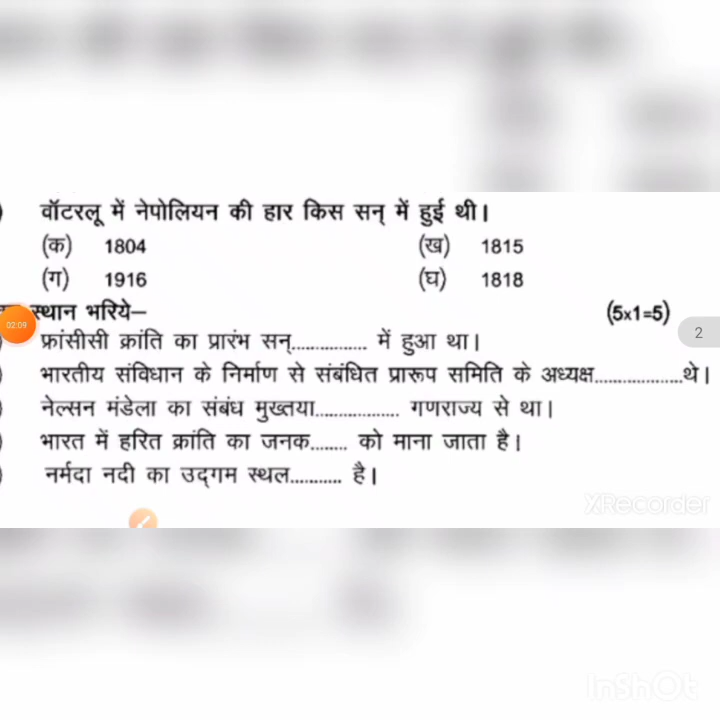 वॉटरलू में नेपोलियन की हार किस सन् में हुई थी।
(क) 1804 (ख) 1815
(ग) 1916 (घ) 1818
स्थान भरिये– (5x1=5)
02:09
2
फ्रांसीसी क्रांति का प्रारंभ सन्............... में हुआ था।
भारतीय संविधान के निर्माण से संबंधित प्रारूप समिति के अध्यक्ष..................थे।
नेल्सन मंडेला का संबंध मुख्तया................. गणराज्य से था।
भारत में हरित क्रांति का जनक....... को माना जाता है।
नर्मदा नदी का उद्गम स्थल........... है।
XRecorder
InShOt